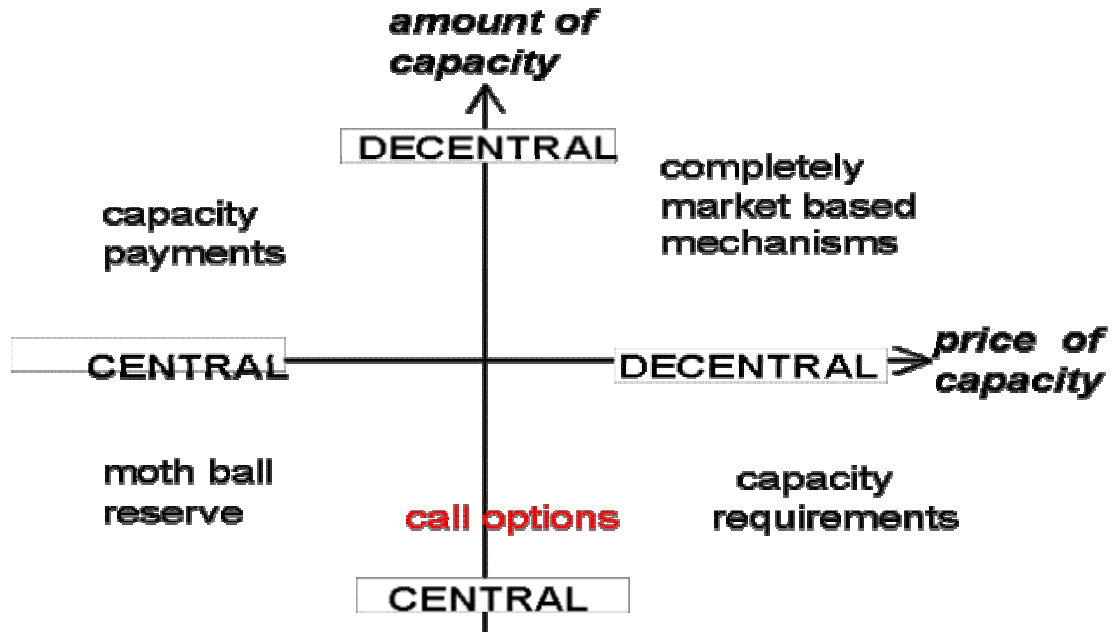 amount of
capacity
DECENTRAL
completely
market based
mechanisms
capacity
payments
CENTRAL
DECENTRAL
price of
capacity
moth ball
reserve
call options
capacity
requirements
CENTRAL